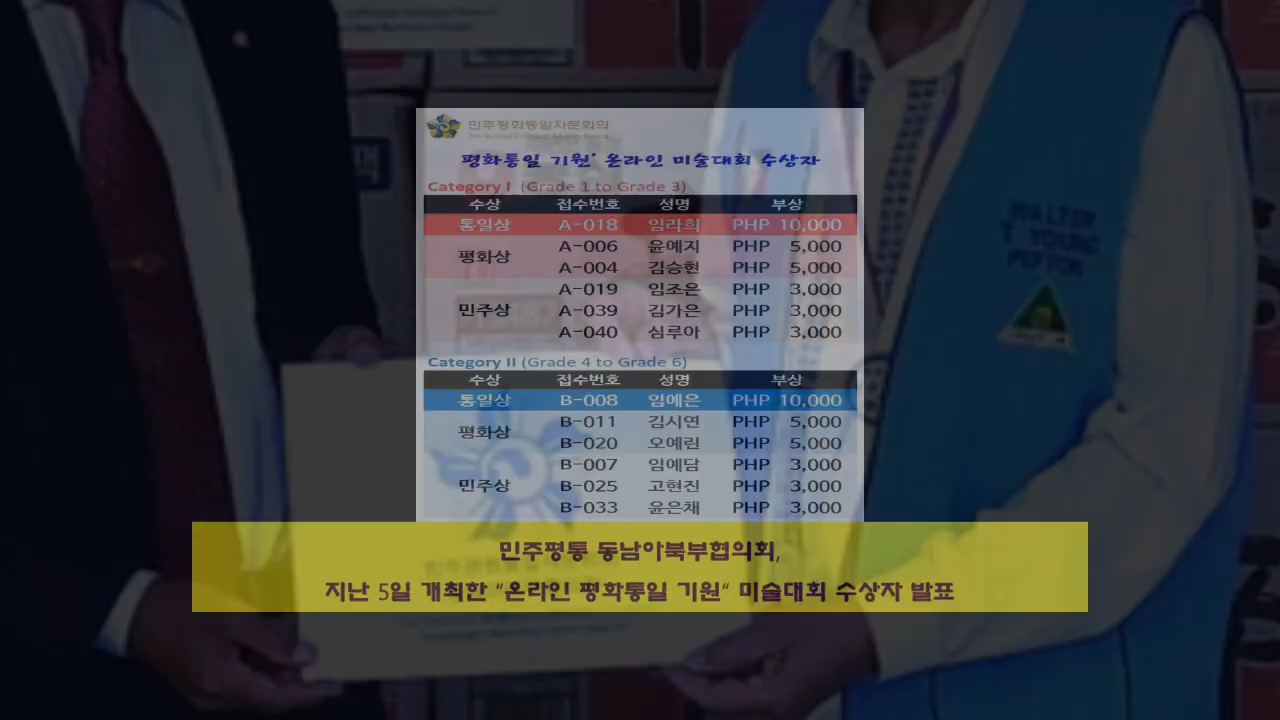 민주평화통일자문회의
평화통일 기원' 온라인 미술대회 수상자
Category I (Grade 1 to Grade 3)
수상 접수번호 성명 부상
통일상 A-018 임라희 PHP 10,000
평화상 A-006 윤예지 PHP 5,000
A-004 김승현 PHP 5,000
민주상 A-019 임조은 PHP 3,000
A-039 김가은 PHP 3,000
A-040 심루아 PHP 3,000
Category II (Grade 4 to Grade 6)
수상 접수번호 성명 부상
통일상 B-008 임예은 PHP 10,000
평화상 B-011 김시연 PHP 5,000
B-020 오예린 PHP 5,000
민주상 B-007 임예담 PHP 3,000
B-025 고현진 PHP 3,000
B-033 윤은채 PHP 3,000
민주평통 동남아북부협의회,
지난 5일 개최한 “온라인 평화통일 기원“ 미술대회 수상자 발표
WALTER
T. YOUNG